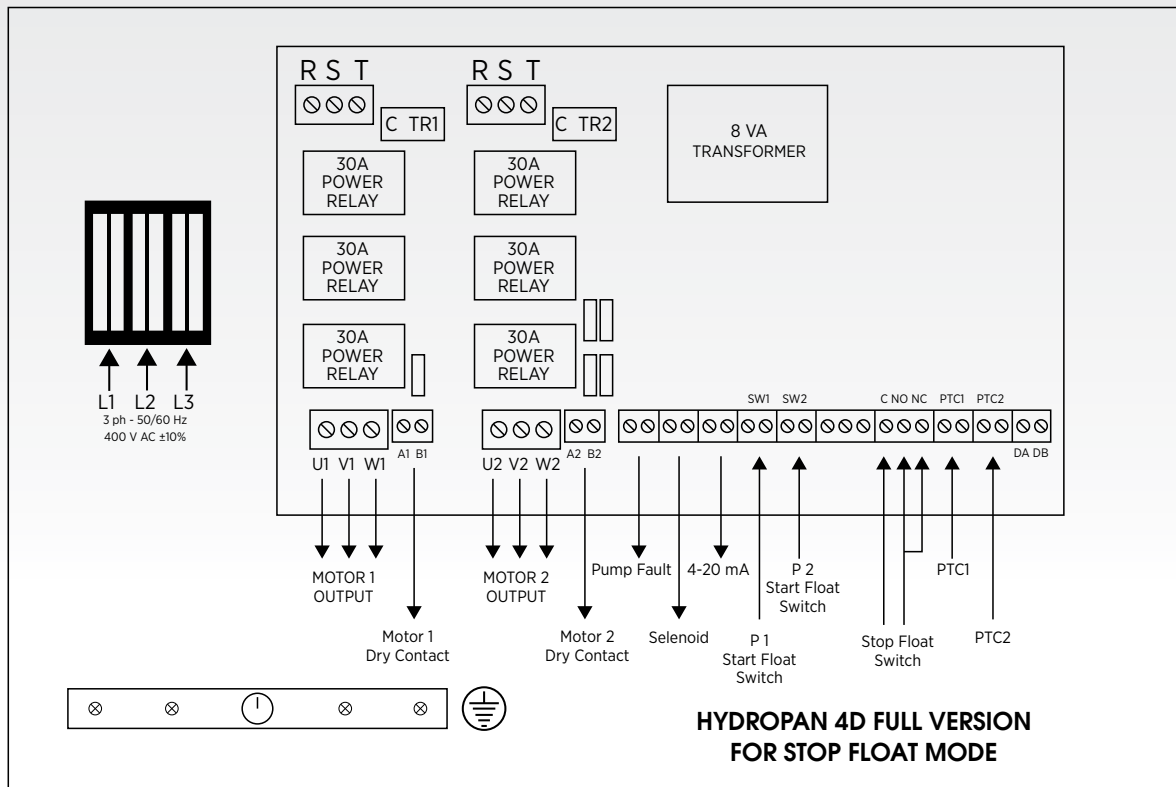 R S T
R S T
C TR1
C TR2
8 VA
TRANSFORMER
30A
POWER
RELAY
30A
POWER
RELAY
30A
POWER
RELAY
30A
POWER
RELAY
30A
POWER
RELAY
30A
POWER
RELAY
L1 L2 L3
3 ph - 50/60 Hz
400 V AC ±10%
SW1 SW2
C NO NC
PTC1 PTC2
U1 V1 W1
A1 B1
U2 V2 W2
A2 B2
DA DB
MOTOR 1
OUTPUT
Motor 1
Dry Contact
MOTOR 2
OUTPUT
Motor 2
Dry Contact
Pump Fault
Selenoid
4-20 mA
P 1
Start Float
Switch
P 2
Start Float
Switch
Stop Float
Switch
PTC1
PTC2
HYDROPAN 4D FULL VERSION
FOR STOP FLOAT MODE